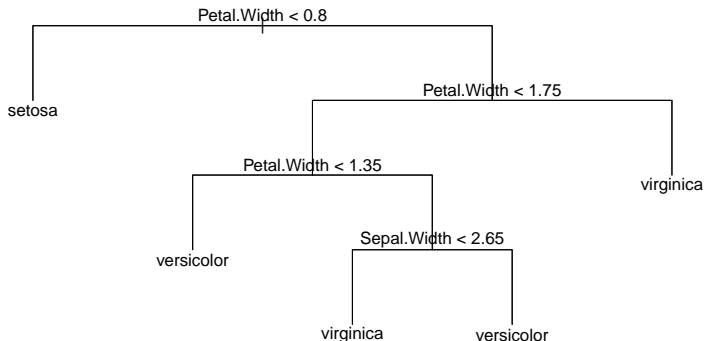 Petal.Width < 0.8
setosa
Petal.Width < 1.75
Petal.Width < 1.35
virginica
versicolor
Sepal.Width < 2.65
virginica
versicolor